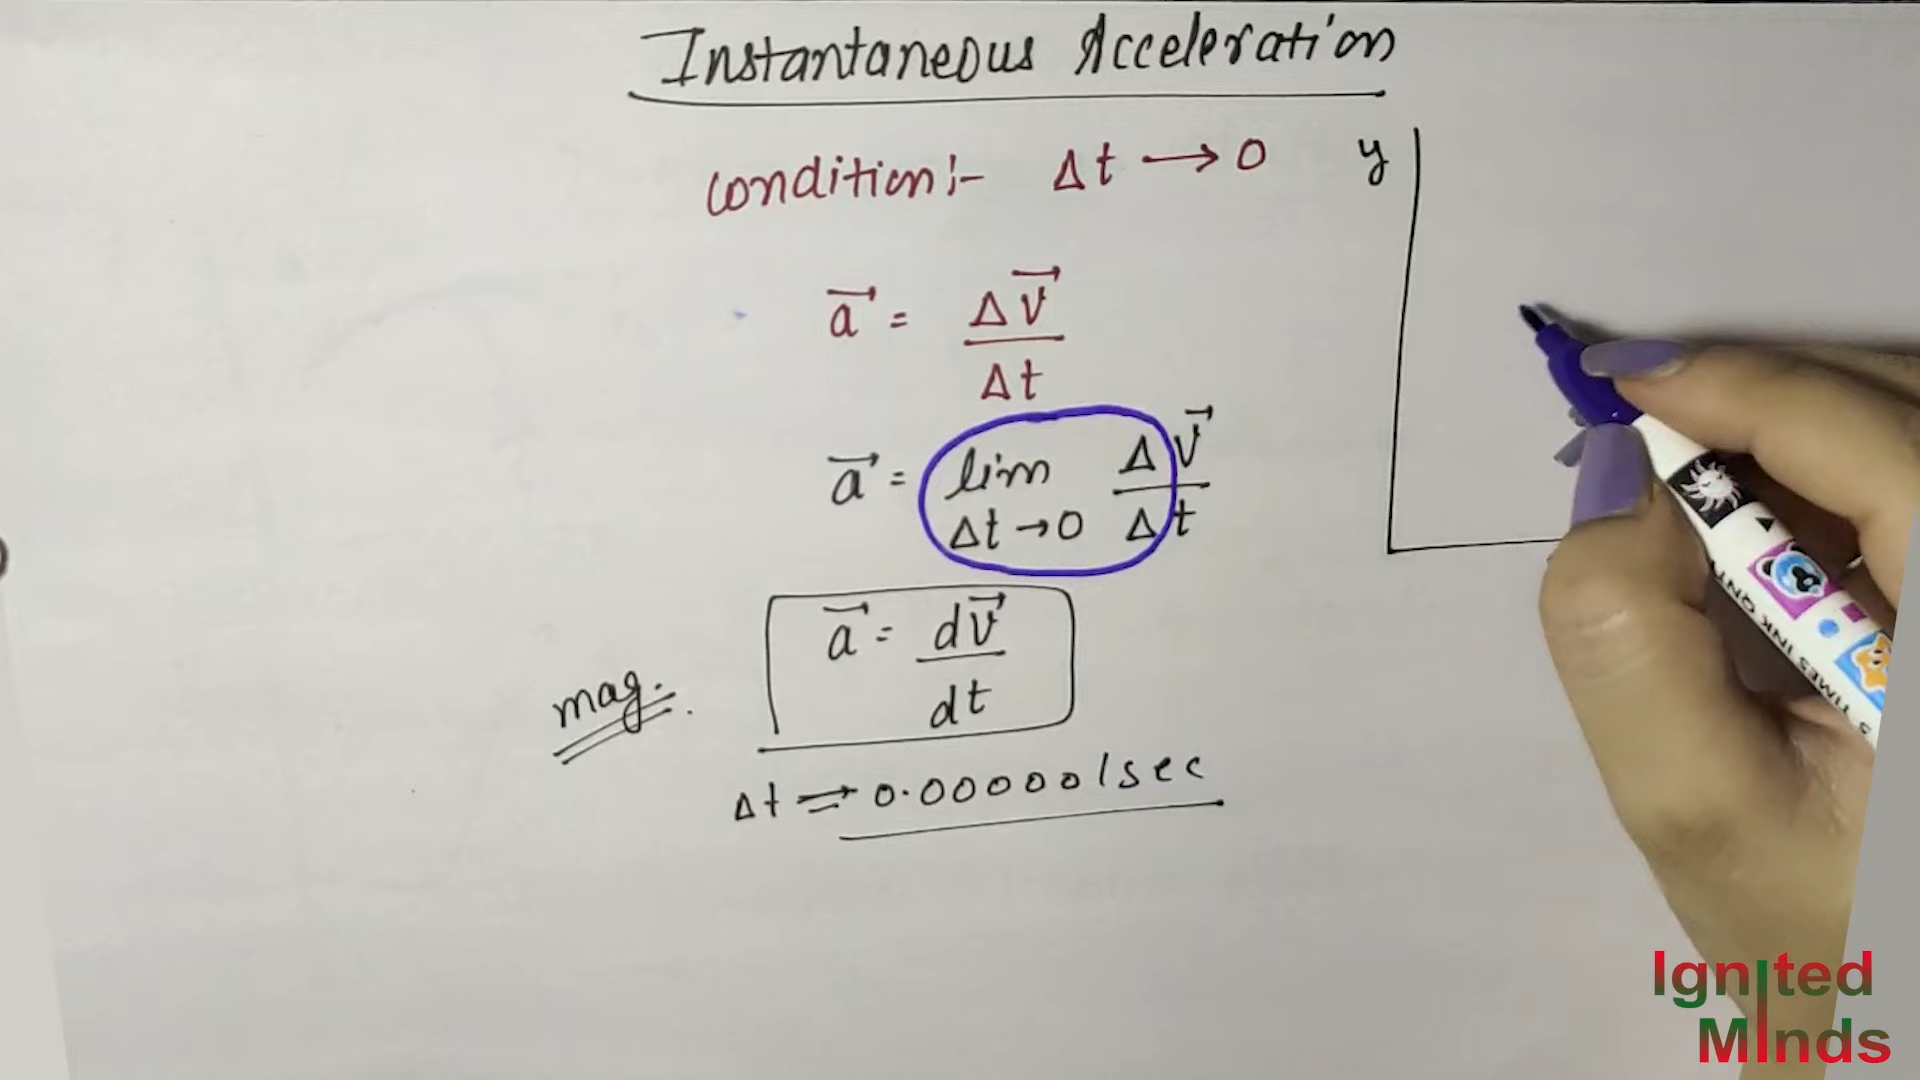 Instantaneous Acceleration
condition:- Δt → 0
y
a⃗ = Δv⃗/Δt
a⃗ = lim Δt→0 Δv⃗/Δt
a⃗ = dv⃗/dt
mag.
Δt ⇒ 0.000001sec
Ignited
Minds